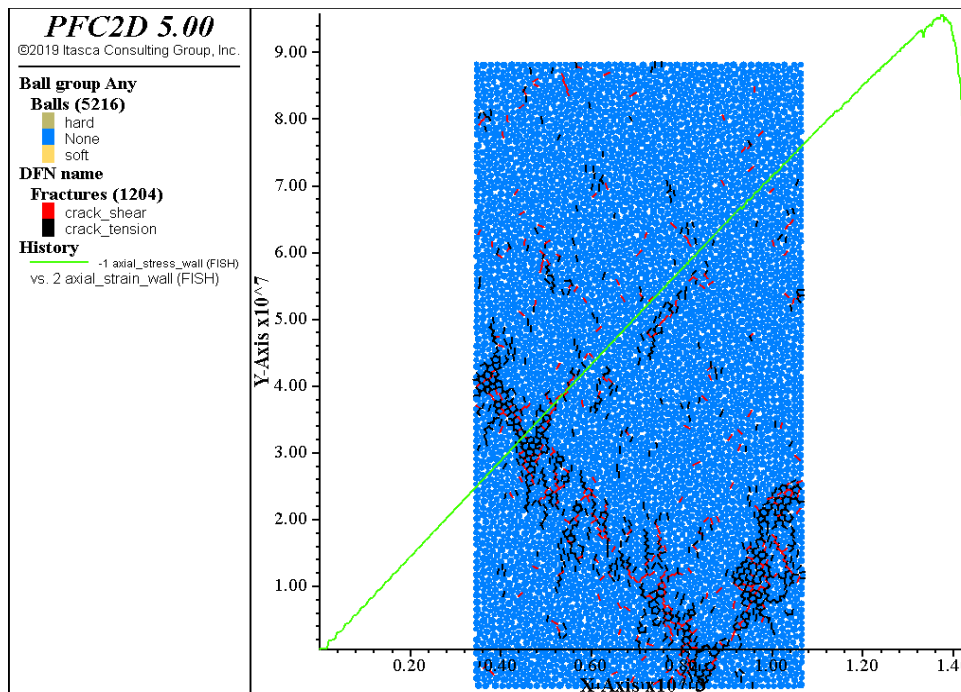 PFC2D 5.00
©2019 Itasca Consulting Group, Inc.
Ball group Any
Balls (5216)
hard
None
soft
DFN name
Fractures (1204)
crack_shear
crack_tension
History
-1 axial_stress_wall (FISH)
vs. 2 axial_strain_wall (FISH)
Y-Axis x10^7
9.00
8.00
7.00
6.00
5.00
4.00
3.00
2.00
1.00
0.20
0.40
0.60
0.80
1.00
1.20
1.40